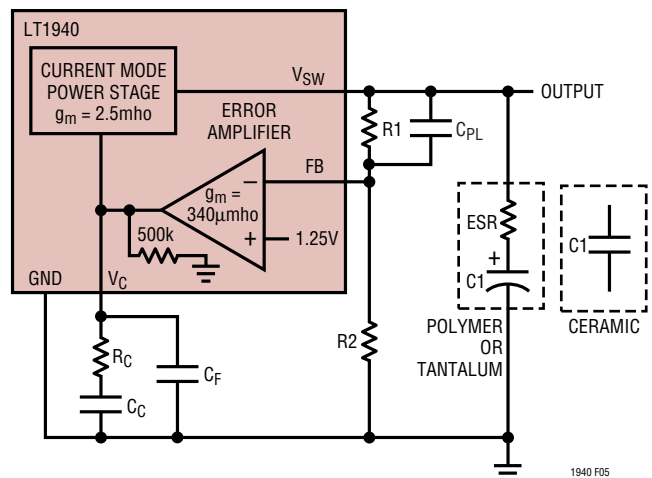 LT1940
CURRENT MODE
POWER STAGE
gm = 2.5mho
VSW
OUTPUT
ERROR
AMPLIFIER
R1
CPL
FB
–
gm =
340µmho
+
1.25V
500k
ESR
+
C1
C1
GND
VC
POLYMER
OR
TANTALUM
CERAMIC
R2
RC
CF
CC
1940 F05